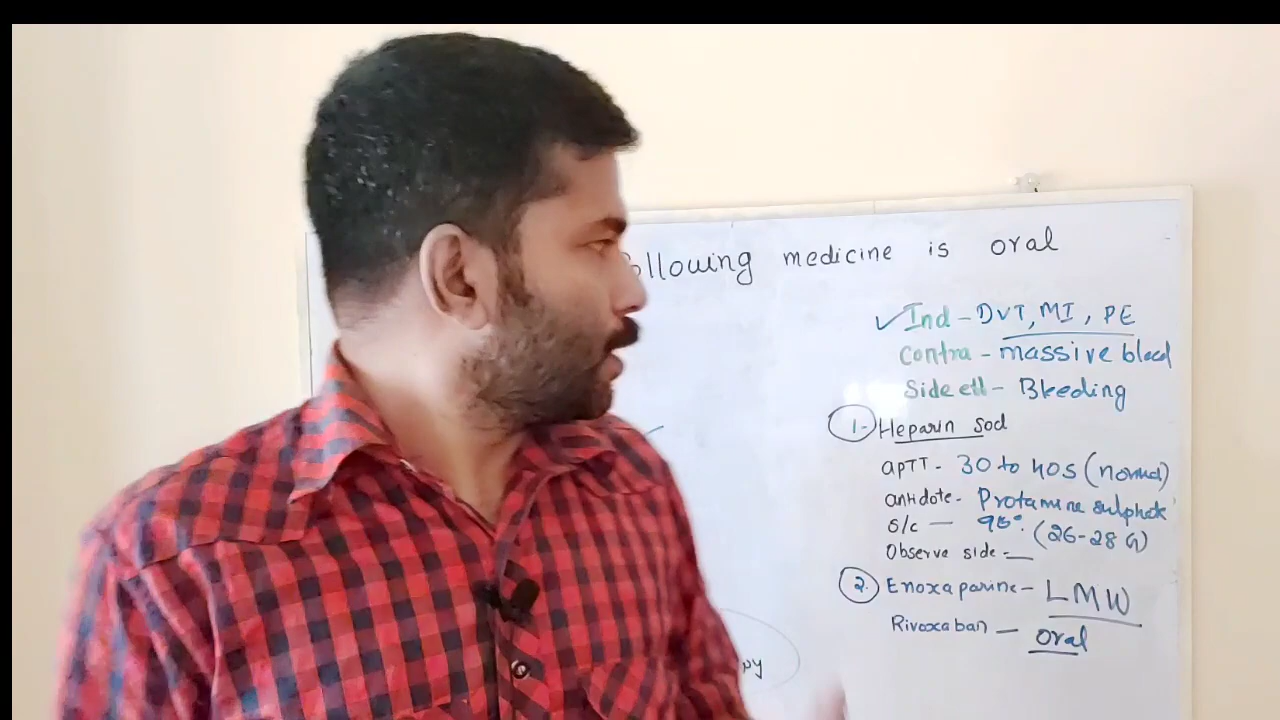 ollowing medicine is oral
✓Ind - DVT, MI, PE
Contra - massive bleed
Side eff - Bleeding
1. Heparin sod
aPTT - 30 to 40s (normal)
antidote - Protamine sulphate
S/c — 90°. (26-28 G)
Observe side -
2. Enoxaparine - LMW
Rivoxaban — oral
py